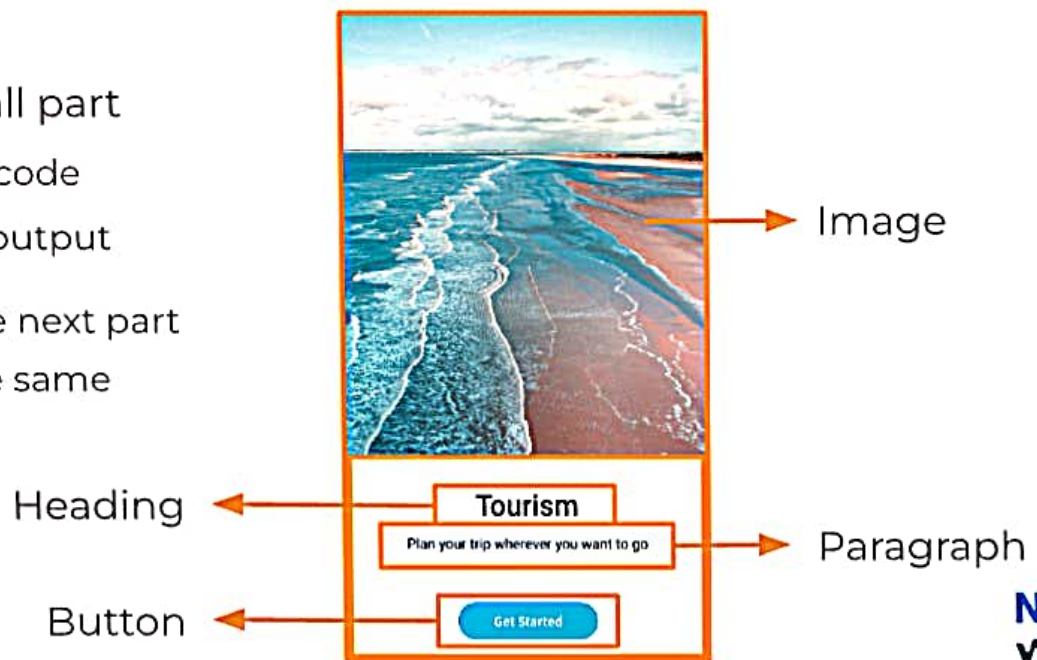 ll part
code
output
e next part
e same
Image
Heading
Tourism
Plan your trip wherever you want to go
Paragraph
Button
Get Started
N